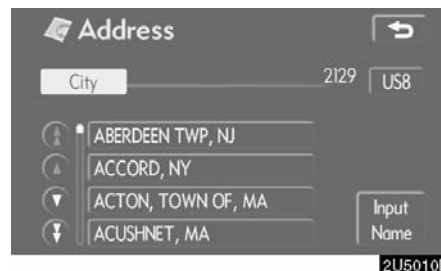 Address
City
2129 US8
ABERDEEN TWP, NJ
ACCORD, NY
ACTON, TOWN OF, MA
ACUSHNET, MA
Input
Name
2U5010